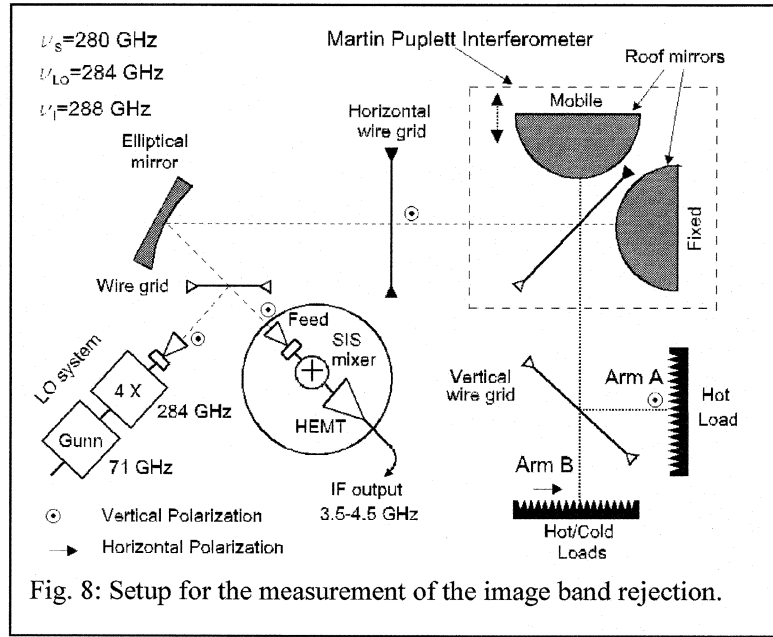 ν_S=280 GHz
ν_LO=284 GHz
ν_I=288 GHz
Martin Puplett Interferometer
Roof mirrors
Mobile
Horizontal
wire grid
Elliptical
mirror
Fixed
Wire grid
Feed
SIS
mixer
LO system
4 X
284 GHz
HEMT
Gunn
71 GHz
Vertical
wire grid
Arm A
Hot
Load
Arm B
IF output
3.5-4.5 GHz
Hot/Cold
Loads
Vertical Polarization
Horizontal Polarization
Fig. 8: Setup for the measurement of the image band rejection.